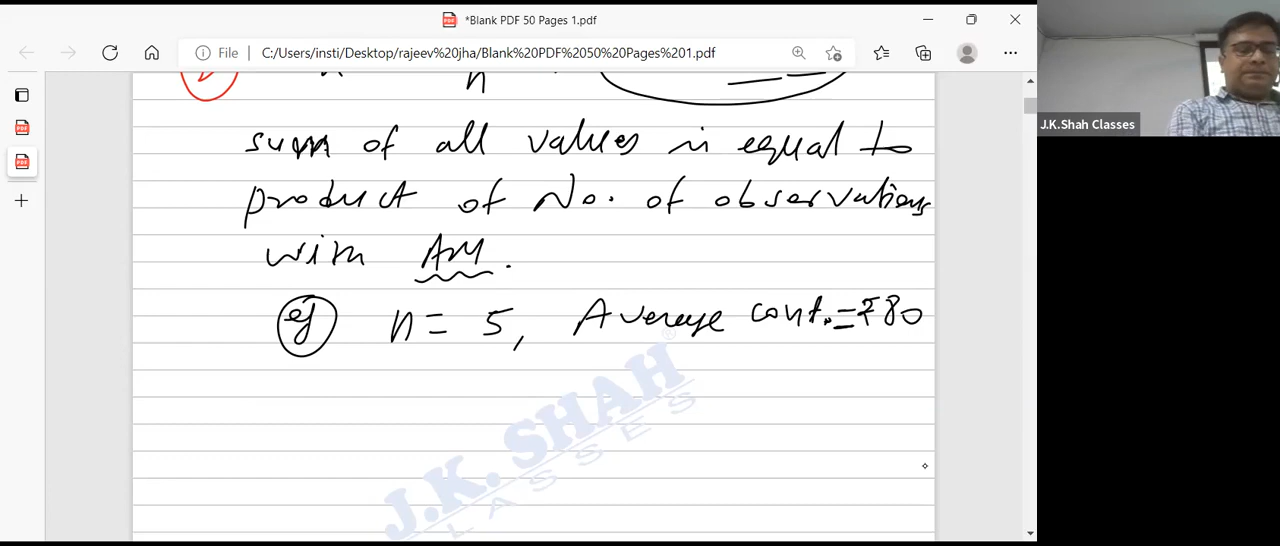 *Blank PDF 50 Pages 1.pdf
File C:/Users/insti/Desktop/rajeev%20jha/Blank%20PDF%2050%20Pages%201.pdf
J.K.Shah Classes
n
sum of all values is equal to
product of No. of observations
with AM.
eg n = 5, Average cont. = ₹80
J.K. SHAH®
CLASSES